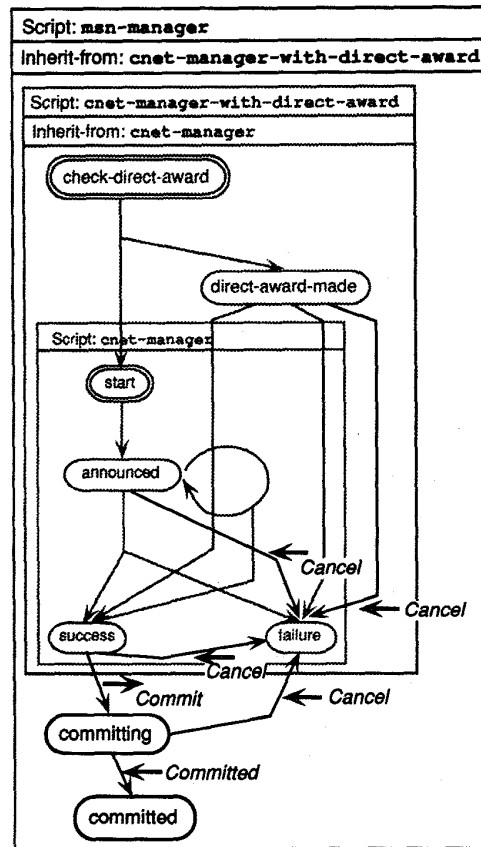 Script: msn-manager
Inherit-from: cnet-manager-with-direct-award
Script: cnet-manager-with-direct-award
Inherit-from: cnet-manager
check-direct-award
direct-award-made
Script: cnet-manager
start
announced
Cancel
Cancel
success
failure
Cancel
Commit
Cancel
committing
Committed
committed